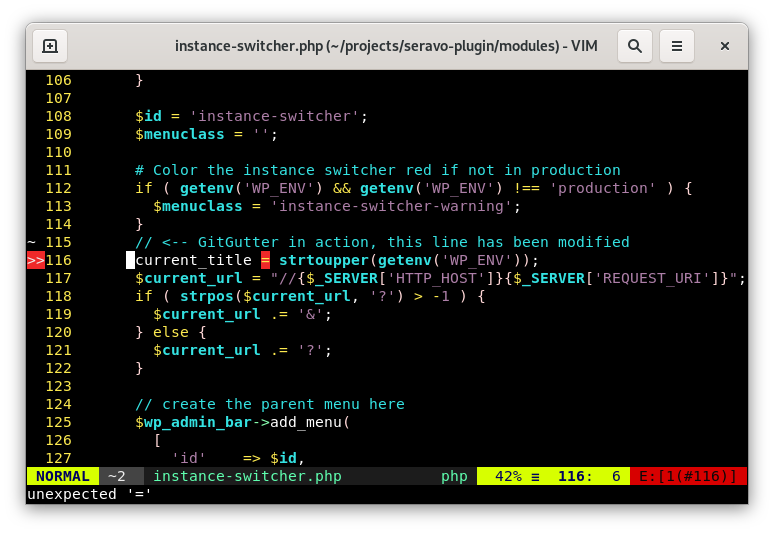 instance-switcher.php (~/projects/seravo-plugin/modules) - VIM
106       }
107
108       $id = 'instance-switcher';
109       $menuclass = '';
110
111       # Color the instance switcher red if not in production
112       if ( getenv('WP_ENV') && getenv('WP_ENV') !== 'production' ) {
113         $menuclass = 'instance-switcher-warning';
114       }
~ 115       // <-- GitGutter in action, this line has been modified
>>116       current_title = strtoupper(getenv('WP_ENV'));
117       $current_url = "//{$_SERVER['HTTP_HOST']}{$_SERVER['REQUEST_URI']}";
118       if ( strpos($current_url, '?') > -1 ) {
119         $current_url .= '&';
120       } else {
121         $current_url .= '?';
122       }
123
124       // create the parent menu here
125       $wp_admin_bar->add_menu(
126         [
127           'id'    => $id,
NORMAL  ~2  instance-switcher.php           php   42% ≡  116:  6  E:[1(#116)]
unexpected '='